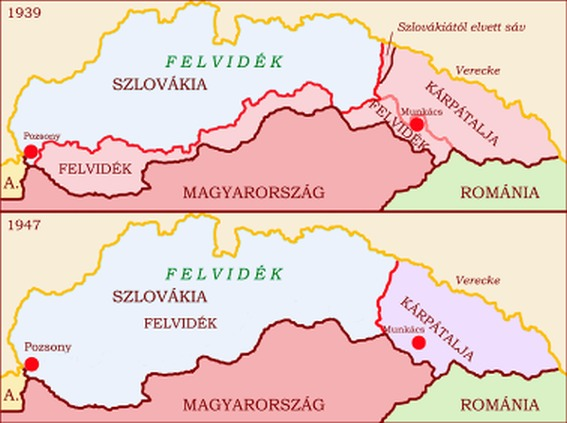 1939
Szlovákiától elvett sáv
FELVIDÉK
SZLOVÁKIA
Verecke
KÁRPÁTALJA
Munkács
FELVIDÉK
Pozsony
FELVIDÉK
A.
MAGYARORSZÁG
ROMÁNIA
1947
FELVIDÉK
SZLOVÁKIA
Verecke
FELVIDÉK
KÁRPÁTALJA
Munkács
Pozsony
A.
MAGYARORSZÁG
ROMÁNIA